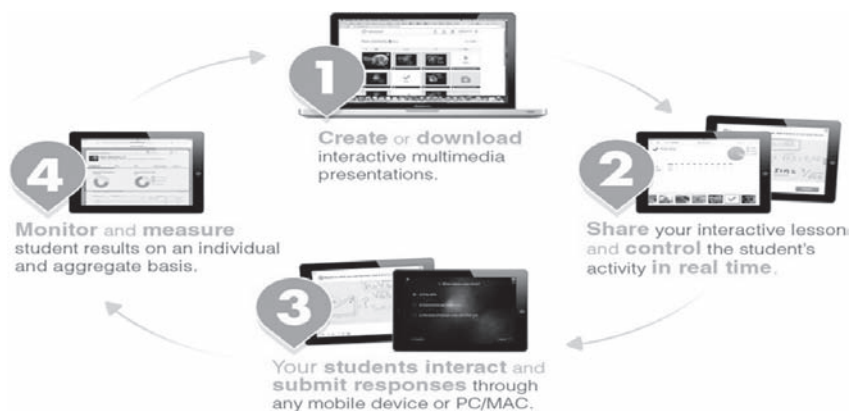 1
Create or download
interactive multimedia
presentations.
2
Share your interactive lesson
and control the student's
activity in real time.
3
Your students interact and
submit responses through
any mobile device or PC/MAC.
4
Monitor and measure
student results on an individual
and aggregate basis.